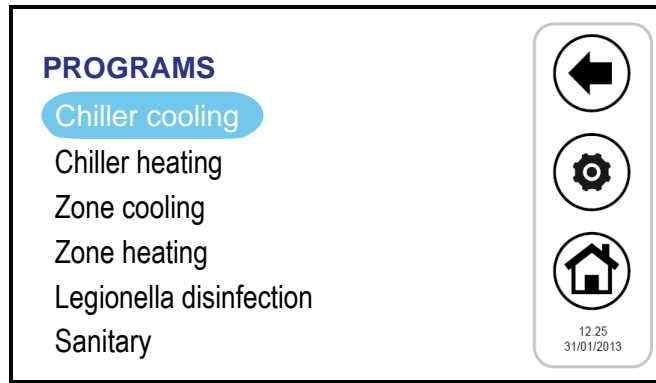 PROGRAMS
Chiller cooling
Chiller heating
Zone cooling
Zone heating
Legionella disinfection
Sanitary
12.25
31/01/2013